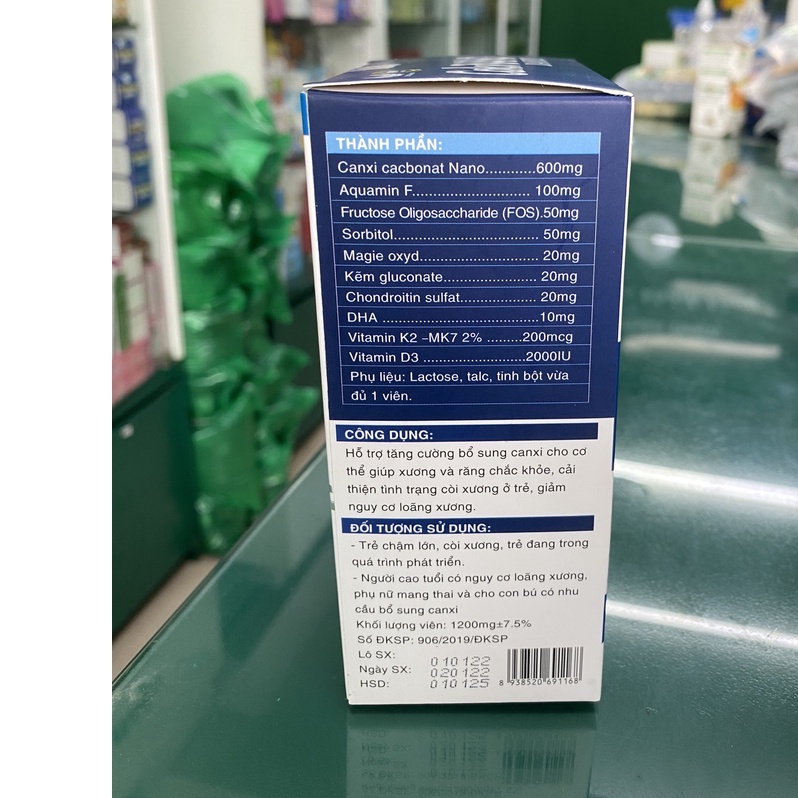 THÀNH PHẦN:
Canxi cacbonat Nano............600mg
Aquamin F............................ 100mg
Fructose Oligosaccharide (FOS).50mg
Sorbitol.................................. 50mg
Magie oxyd............................ 20mg
Kẽm gluconate....................... 20mg
Chondroitin sulfat................... 20mg
DHA .....................................10mg
Vitamin K2 –MK7 2% .........200mcg
Vitamin D3 .........................2000IU
Phụ liệu: Lactose, talc, tinh bột vừa
đủ 1 viên.
CÔNG DỤNG:
Hỗ trợ tăng cường bổ sung canxi cho cơ
thể giúp xương và răng chắc khỏe, cải
thiện tình trạng còi xương ở trẻ, giảm
nguy cơ loãng xương.
ĐỐI TƯỢNG SỬ DỤNG:
- Trẻ chậm lớn, còi xương, trẻ đang trong
quá trình phát triển.
- Người cao tuổi có nguy cơ loãng xương,
phụ nữ mang thai và cho con bú có nhu
cầu bổ sung canxi
Khối lượng viên: 1200mg±7.5%
Số ĐKSP: 906/2019/ĐKSP
Lô SX: 010122
Ngày SX: 020122
HSD: 010125
8 938520 691168